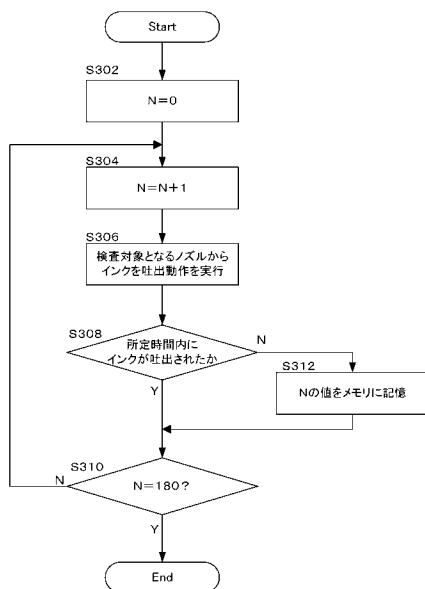 Start
S302
N=0
S304
N=N+1
S306
検査対象となるノズルから
インクを吐出動作を実行
S308
所定時間内に
インクが吐出されたか
N
Y
S312
Nの値をメモリに記憶
S310
N
N=180?
Y
End